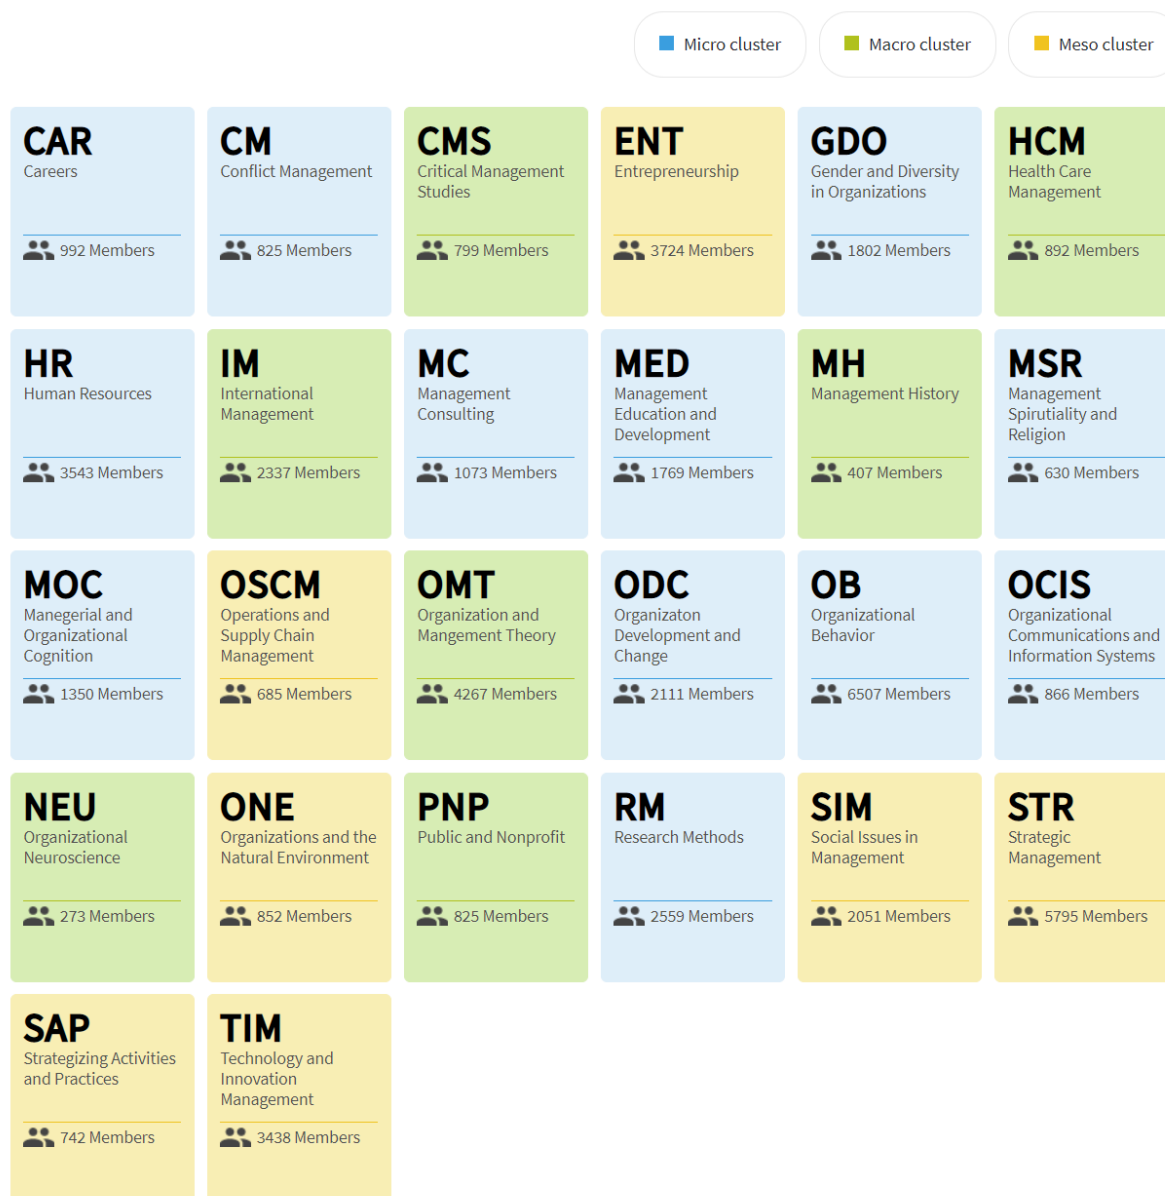 Micro cluster
Macro cluster
Meso cluster
CAR
Careers
992 Members
CM
Conflict Management
825 Members
CMS
Critical Management
Studies
799 Members
ENT
Entrepreneurship
3724 Members
GDO
Gender and Diversity
in Organizations
1802 Members
HCM
Health Care
Management
892 Members
HR
Human Resources
3543 Members
IM
International
Management
2337 Members
MC
Management
Consulting
1073 Members
MED
Management
Education and
Development
1769 Members
MH
Management History
407 Members
MSR
Management
Spirutiality and
Religion
630 Members
MOC
Manegerial and
Organizational
Cognition
1350 Members
OSCM
Operations and
Supply Chain
Management
685 Members
OMT
Organization and
Mangement Theory
4267 Members
ODC
Organizaton
Development and
Change
2111 Members
OB
Organizational
Behavior
6507 Members
OCIS
Organizational
Communications and
Information Systems
866 Members
NEU
Organizational
Neuroscience
273 Members
ONE
Organizations and the
Natural Environment
852 Members
PNP
Public and Nonprofit
825 Members
RM
Research Methods
2559 Members
SIM
Social Issues in
Management
2051 Members
STR
Strategic
Management
5795 Members
SAP
Strategizing Activities
and Practices
742 Members
TIM
Technology and
Innovation
Management
3438 Members